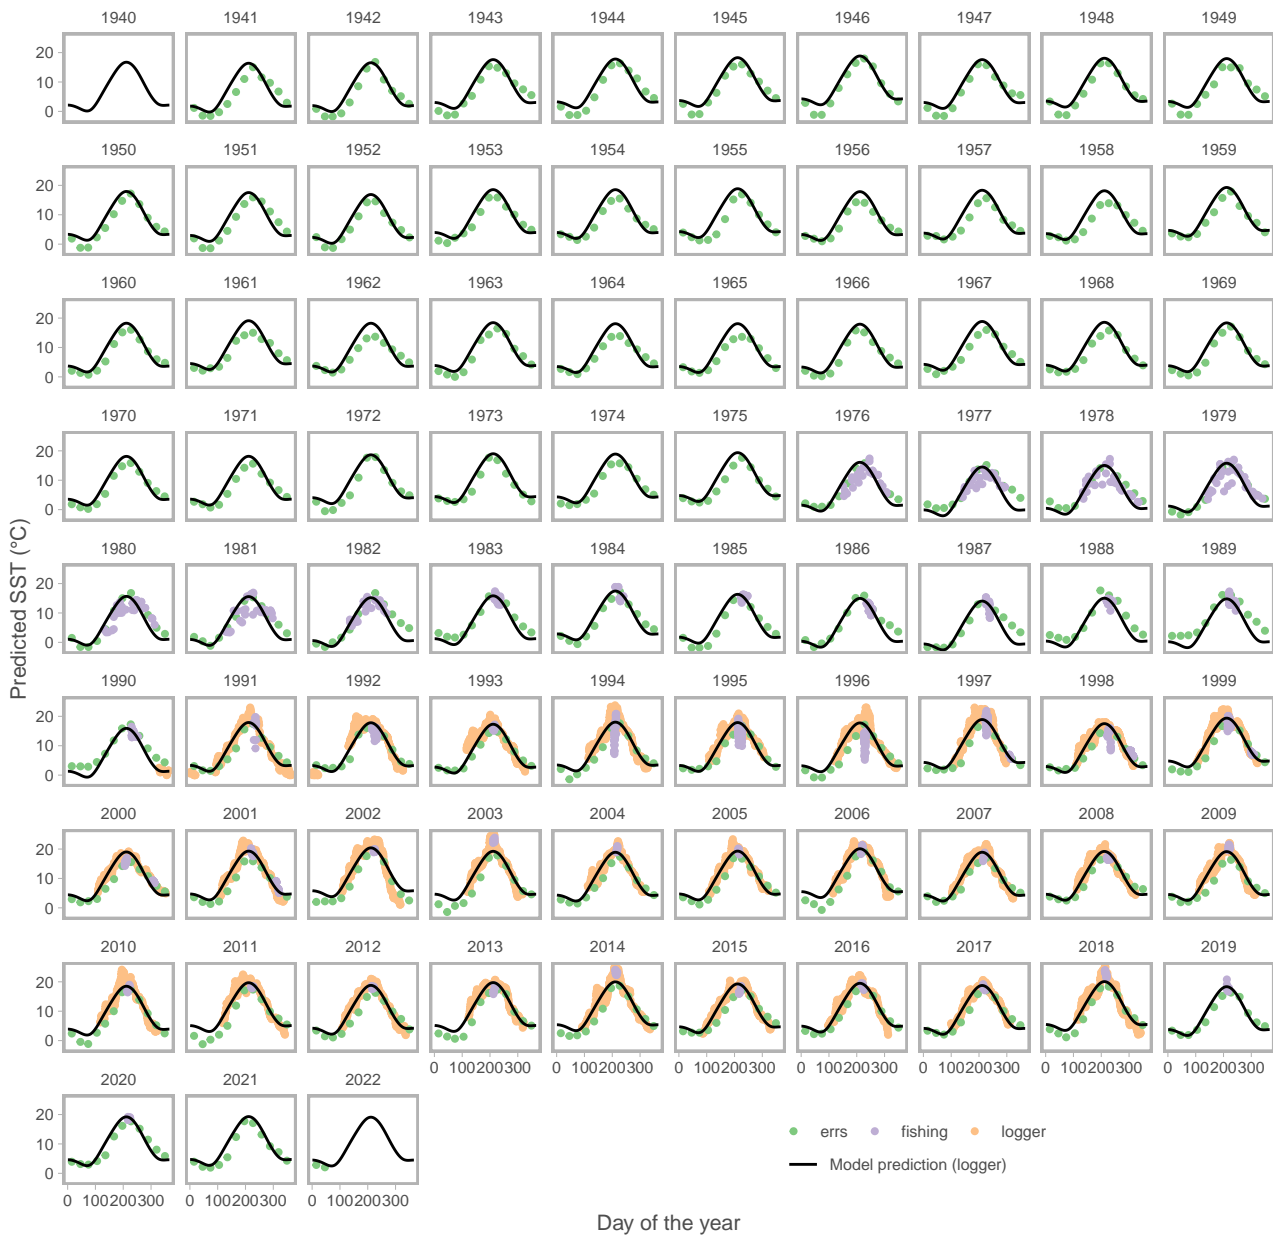 1940 1941 1942 1943 1944 1945 1946 1947 1948 1949
20
10
0
1950 1951 1952 1953 1954 1955 1956 1957 1958 1959
20
10
0
1960 1961 1962 1963 1964 1965 1966 1967 1968 1969
20
10
0
1970 1971 1972 1973 1974 1975 1976 1977 1978 1979
20
10
0
Predicted SST (°C)
1980 1981 1982 1983 1984 1985 1986 1987 1988 1989
20
10
0
1990 1991 1992 1993 1994 1995 1996 1997 1998 1999
20
10
0
2000 2001 2002 2003 2004 2005 2006 2007 2008 2009
20
10
0
2010 2011 2012 2013 2014 2015 2016 2017 2018 2019
20
10
0
0 100200300 0 100200300 0 100200300 0 100200300 0 100200300 0 100200300 0 100200300
2020 2021 2022
20
10
0
0 100200300 0 100200300 0 100200300
errs fishing logger
Model prediction (logger)
Day of the year